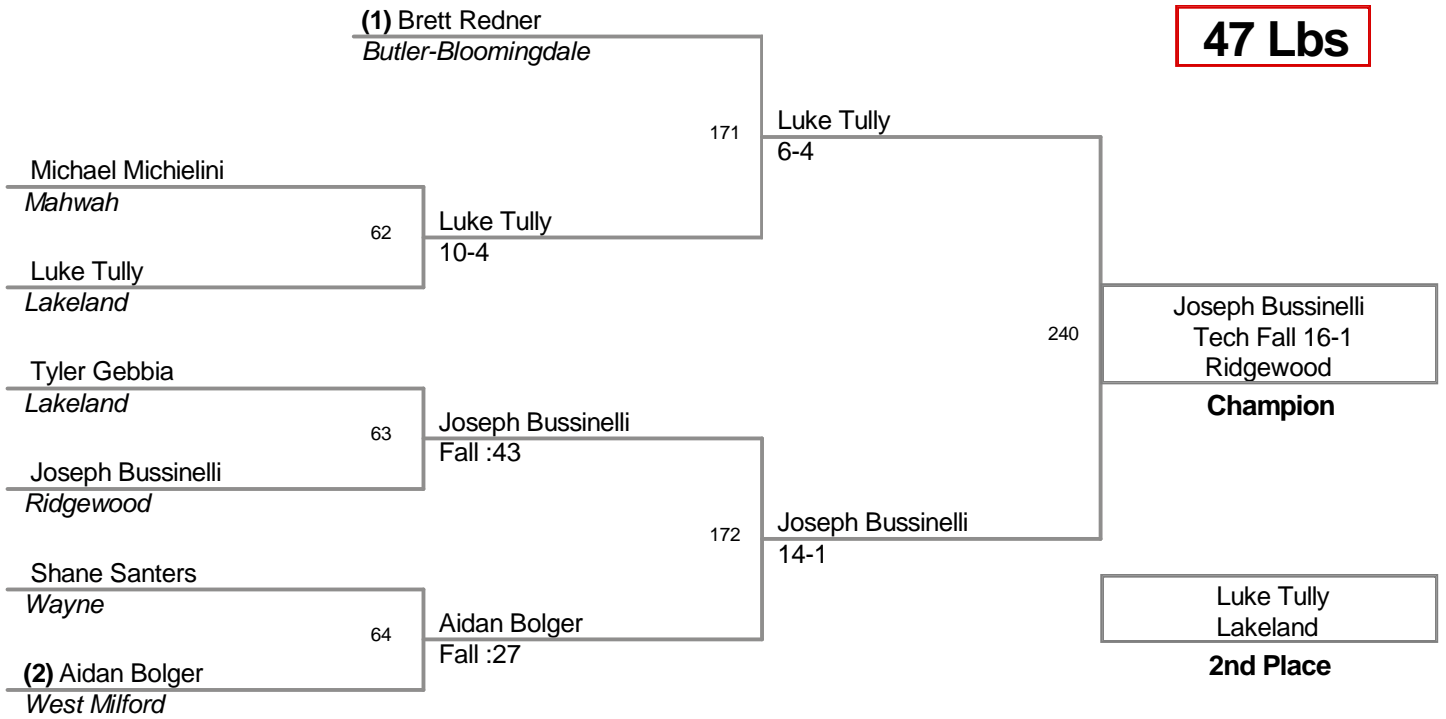 (1) Brett Redner
Butler-Bloomingdale
47 Lbs
171
Luke Tully
6-4
Michael Michielini
Mahwah
62
Luke Tully
10-4
Luke Tully
Lakeland
240
Joseph Bussinelli
Tech Fall 16-1
Ridgewood
Champion
Tyler Gebbia
Lakeland
63
Joseph Bussinelli
Fall :43
Joseph Bussinelli
Ridgewood
172
Joseph Bussinelli
14-1
Shane Santers
Wayne
64
Aidan Bolger
Fall :27
(2) Aidan Bolger
West Milford
Luke Tully
Lakeland
2nd Place